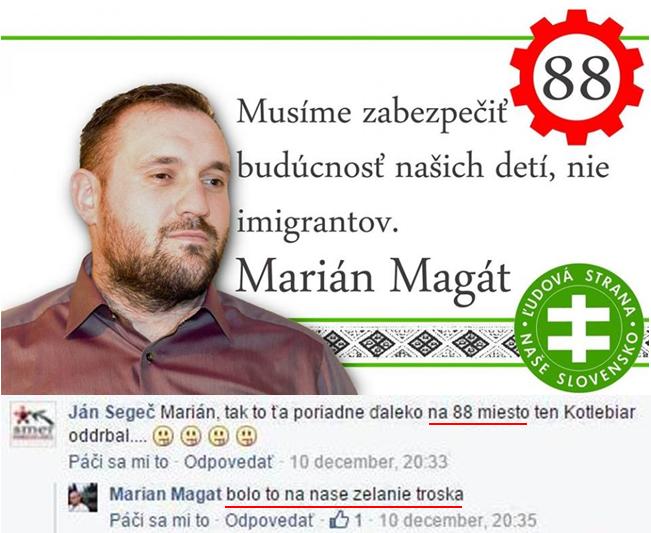 88
Musíme zabezpečiť
budúcnosť našich detí, nie
imigrantov.
Marián Magát
ĽUDOVÁ STRANA
NAŠE SLOVENSKO
smer
Ján Segeč Marián, tak to ťa poriadne ďaleko na 88 miesto ten Kotlebiar
oddrbal....
Páči sa mi to · Odpovedať · 10 december, 20:33
Marian Magat bolo to na nase zelanie troska
Páči sa mi to · Odpovedať · 1 · 10 december, 20:35